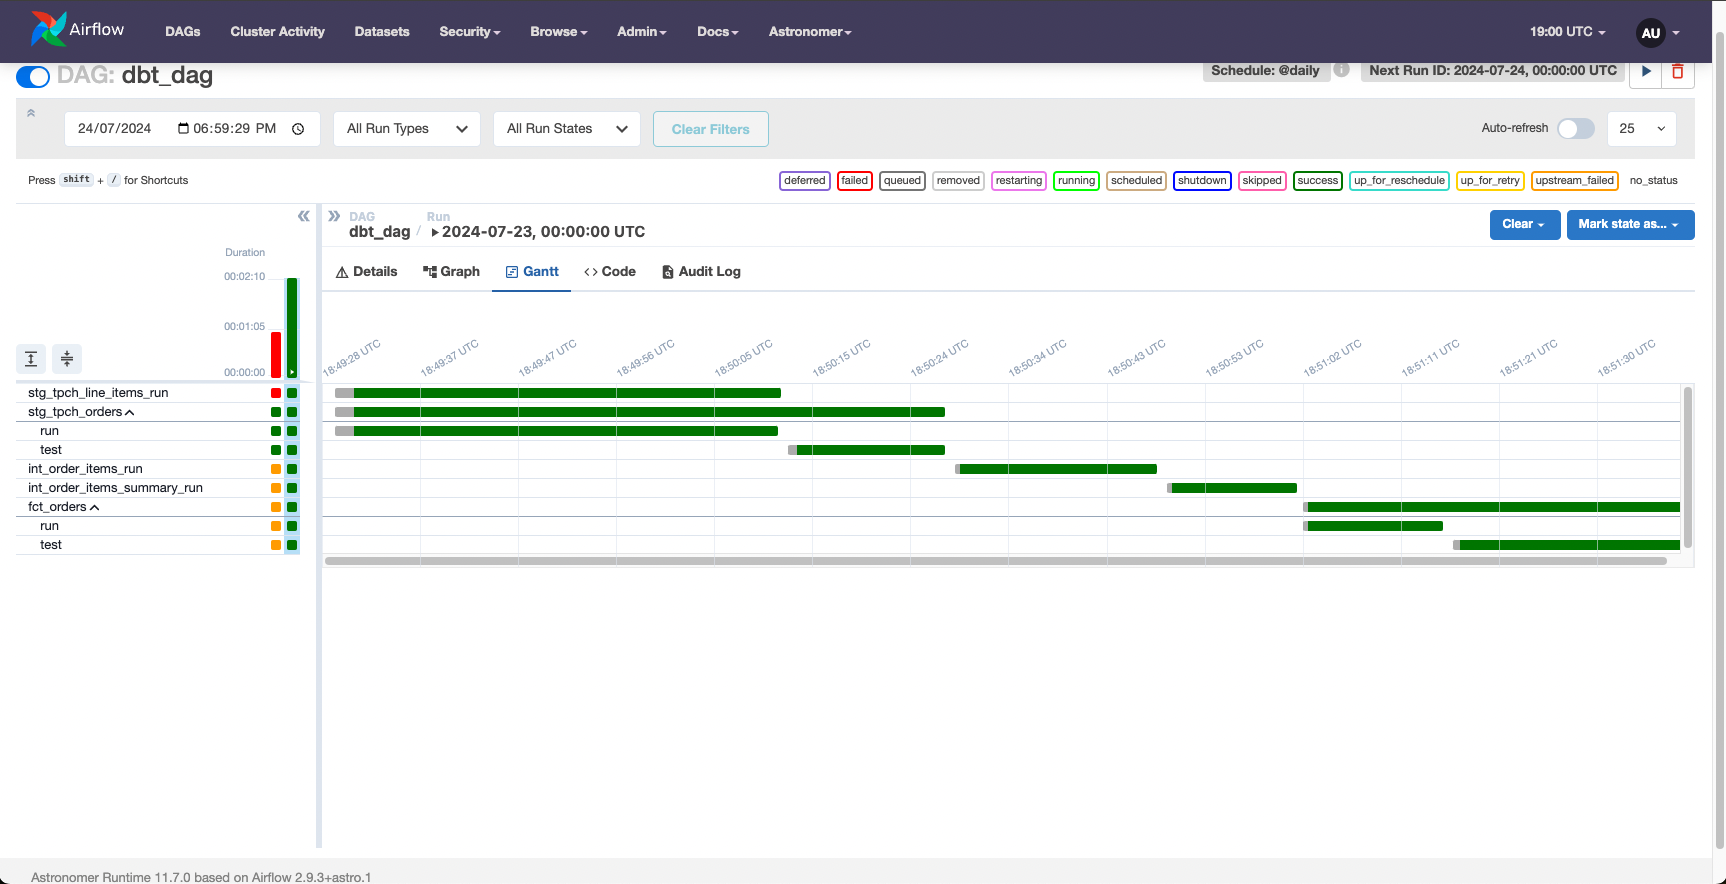 Airflow DAGs Cluster Activity Datasets Security Browse Admin Docs Astronomer 19:00 UTC AU
DAG: dbt_dag Schedule: @daily i Next Run ID: 2024-07-24, 00:00:00 UTC
24/07/2024 06:59:29 PM All Run Types All Run States Clear Filters Auto-refresh 25
Press shift + / for Shortcuts deferred failed queued removed restarting running scheduled shutdown skipped success up_for_reschedule up_for_retry upstream_failed no_status
DAG Run
dbt_dag / 2024-07-23, 00:00:00 UTC Clear Mark state as...
Details Graph Gantt Code Audit Log
Duration
00:02:10
00:01:05
00:00:00
18:49:28 UTC 18:49:37 UTC 18:49:47 UTC 18:49:56 UTC 18:50:05 UTC 18:50:15 UTC 18:50:24 UTC 18:50:34 UTC 18:50:43 UTC 18:50:53 UTC 18:51:02 UTC 18:51:11 UTC 18:51:21 UTC 18:51:30 UTC
stg_tpch_line_items_run
stg_tpch_orders
run
test
int_order_items_run
int_order_items_summary_run
fct_orders
run
test
Astronomer Runtime 11.7.0 based on Airflow 2.9.3+astro.1